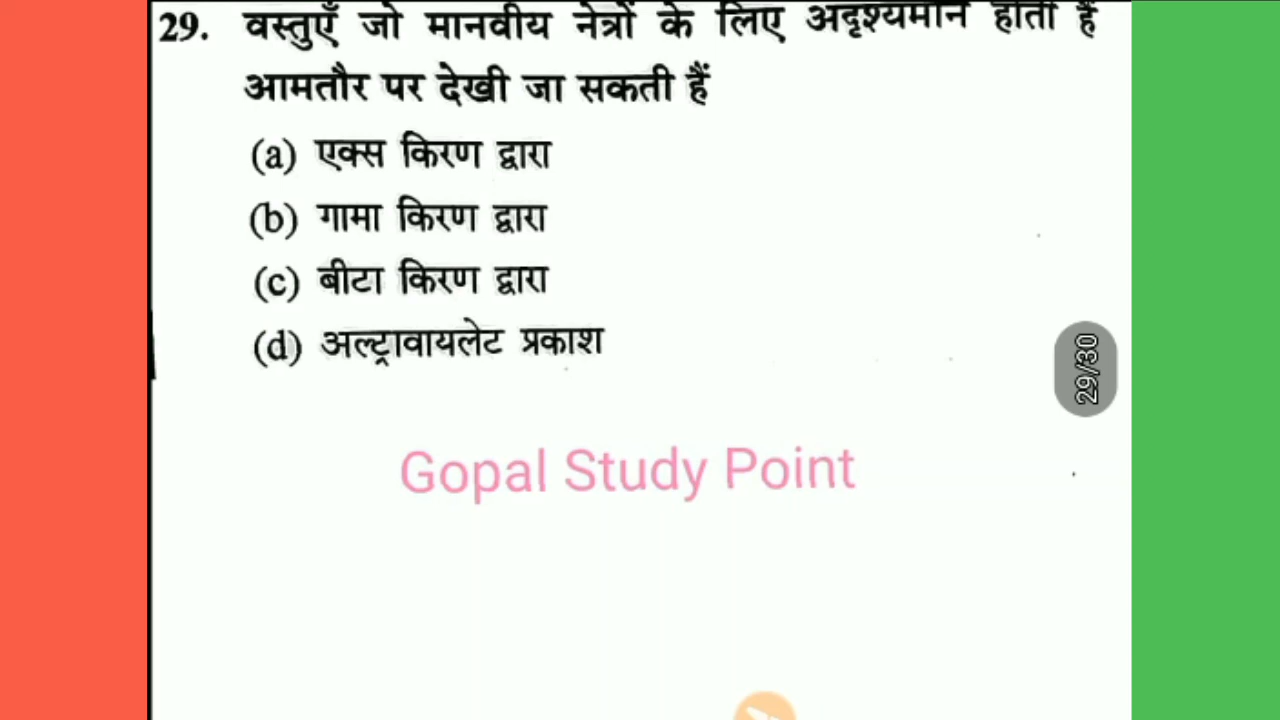 29. वस्तुएँ जो मानवीय नेत्रों के लिए अदृश्यमान होती हैं
आमतौर पर देखी जा सकती हैं
(a) एक्स किरण द्वारा
(b) गामा किरण द्वारा
(c) बीटा किरण द्वारा
(d) अल्ट्रावायलेट प्रकाश
29/30
Gopal Study Point